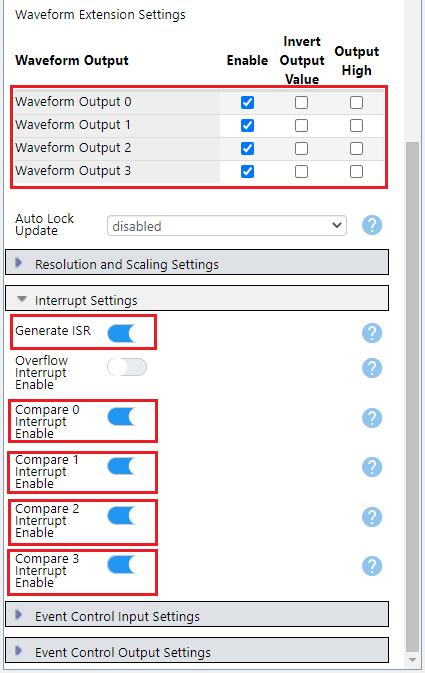 Waveform Extension Settings
Waveform Output Enable Invert Output Value Output High
Waveform Output 0
Waveform Output 1
Waveform Output 2
Waveform Output 3
Auto Lock
Update
disabled
?
Resolution and Scaling Settings
Interrupt Settings
Generate ISR
?
Overflow
Interrupt
Enable
?
Compare 0
Interrupt
Enable
?
Compare 1
Interrupt
Enable
?
Compare 2
Interrupt
Enable
?
Compare 3
Interrupt
Enable
?
Event Control Input Settings
Event Control Output Settings